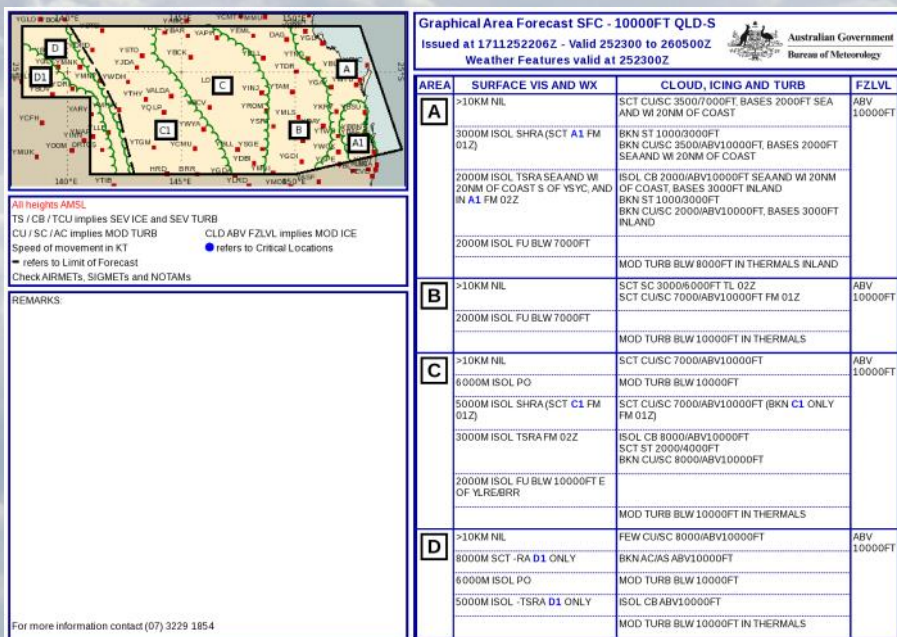 Graphical Area Forecast SFC - 10000FT QLD-S
Issued at 1711252206Z - Valid 252300 to 260500Z
Weather Features valid at 252300Z
Australian Government
Bureau of Meteorology
140°E
145°E
150°E
25°S
D
D1
C
C1
B
A
A1
140°E
145°E
All heights AMSL
TS / CB / TCU implies SEV ICE and SEV TURB
CU / SC / AC implies MOD TURB CLD ABV FZLVL implies MOD ICE
Speed of movement in KT refers to Critical Locations
refers to Limit of Forecast
Check AIRMETs, SIGMETs and NOTAMs
REMARKS:
For more information contact (07) 3229 1854
AREA SURFACE VIS AND WX CLOUD, ICING AND TURB FZLVL
A
>10KM NIL
SCT CU/SC 3500/7000FT, BASES 2000FT SEA
AND WI 20NM OF COAST
ABV
10000FT
3000M ISOL SHRA (SCT A1 FM
01Z)
BKN ST 1000/3000FT
BKN CU/SC 3500/ABV10000FT, BASES 2000FT
SEA AND WI 20NM OF COAST
2000M ISOL TSRA SEA AND WI
20NM OF COAST S OF YSYC, AND
IN A1 FM 02Z
ISOL CB 2000/ABV10000FT SEA AND WI 20NM
OF COAST, BASES 3000FT INLAND
BKN ST 1000/3000FT
BKN CU/SC 2000/ABV10000FT, BASES 3000FT
INLAND
2000M ISOL FU BLW 7000FT
MOD TURB BLW 8000FT IN THERMALS INLAND
B
>10KM NIL
SCT SC 3000/6000FT TL 02Z
SCT CU/SC 7000/ABV10000FT FM 01Z
ABV
10000FT
2000M ISOL FU BLW 7000FT
MOD TURB BLW 10000FT IN THERMALS
C
>10KM NIL
SCT CU/SC 7000/ABV10000FT
ABV
10000FT
6000M ISOL PO
MOD TURB BLW 10000FT
5000M ISOL SHRA (SCT C1 FM
01Z)
SCT CU/SC 7000/ABV10000FT (BKN C1 ONLY
FM 01Z)
3000M ISOL TSRA FM 02Z
ISOL CB 8000/ABV10000FT
SCT ST 2000/4000FT
BKN CU/SC 8000/ABV10000FT
2000M ISOL FU BLW 10000FT E
OF YLRE/BRR
MOD TURB BLW 10000FT IN THERMALS
D
>10KM NIL
FEW CU/SC 8000/ABV10000FT
ABV
10000FT
8000M SCT -RA D1 ONLY
BKN AC/AS ABV10000FT
6000M ISOL PO
MOD TURB BLW 10000FT
5000M ISOL -TSRA D1 ONLY
ISOL CB ABV10000FT
MOD TURB BLW 10000FT IN THERMALS